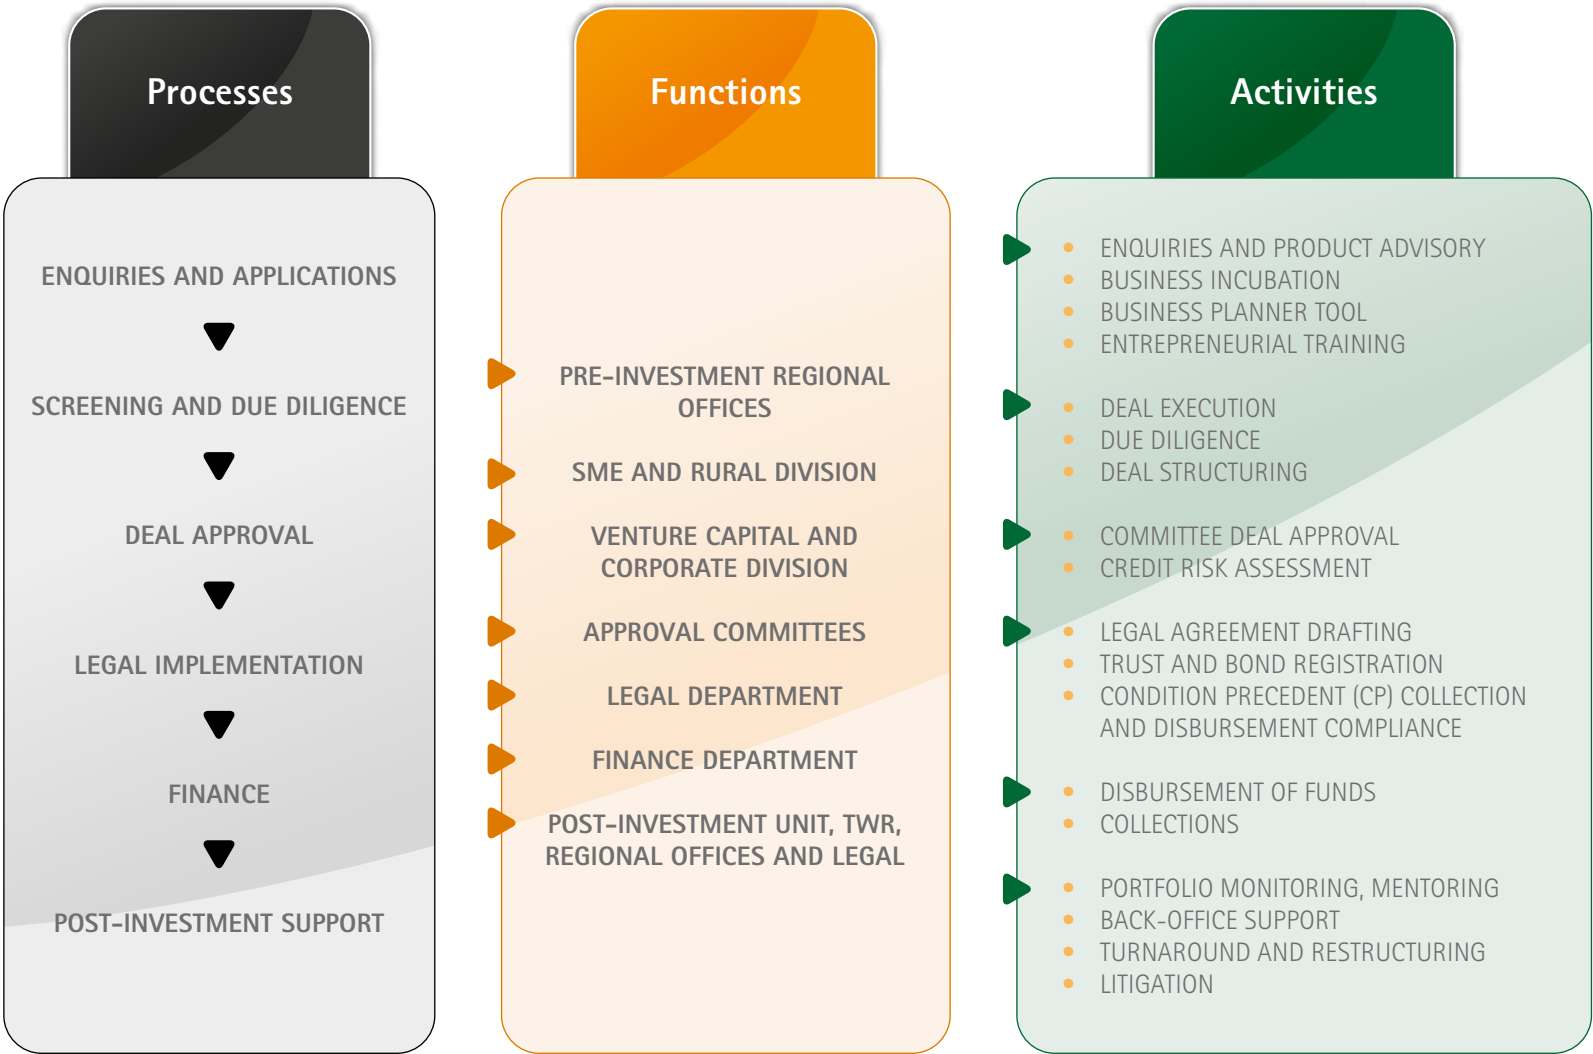 Processes
ENQUIRIES AND APPLICATIONS
SCREENING AND DUE DILIGENCE
DEAL APPROVAL
LEGAL IMPLEMENTATION
FINANCE
POST-INVESTMENT SUPPORT
Functions
PRE-INVESTMENT REGIONAL
OFFICES
SME AND RURAL DIVISION
VENTURE CAPITAL AND
CORPORATE DIVISION
APPROVAL COMMITTEES
LEGAL DEPARTMENT
FINANCE DEPARTMENT
POST-INVESTMENT UNIT, TWR,
REGIONAL OFFICES AND LEGAL
Activities
• ENQUIRIES AND PRODUCT ADVISORY
• BUSINESS INCUBATION
• BUSINESS PLANNER TOOL
• ENTREPRENEURIAL TRAINING
• DEAL EXECUTION
• DUE DILIGENCE
• DEAL STRUCTURING
• COMMITTEE DEAL APPROVAL
• CREDIT RISK ASSESSMENT
• LEGAL AGREEMENT DRAFTING
• TRUST AND BOND REGISTRATION
• CONDITION PRECEDENT (CP) COLLECTION
AND DISBURSEMENT COMPLIANCE
• DISBURSEMENT OF FUNDS
• COLLECTIONS
• PORTFOLIO MONITORING, MENTORING
• BACK-OFFICE SUPPORT
• TURNAROUND AND RESTRUCTURING
• LITIGATION